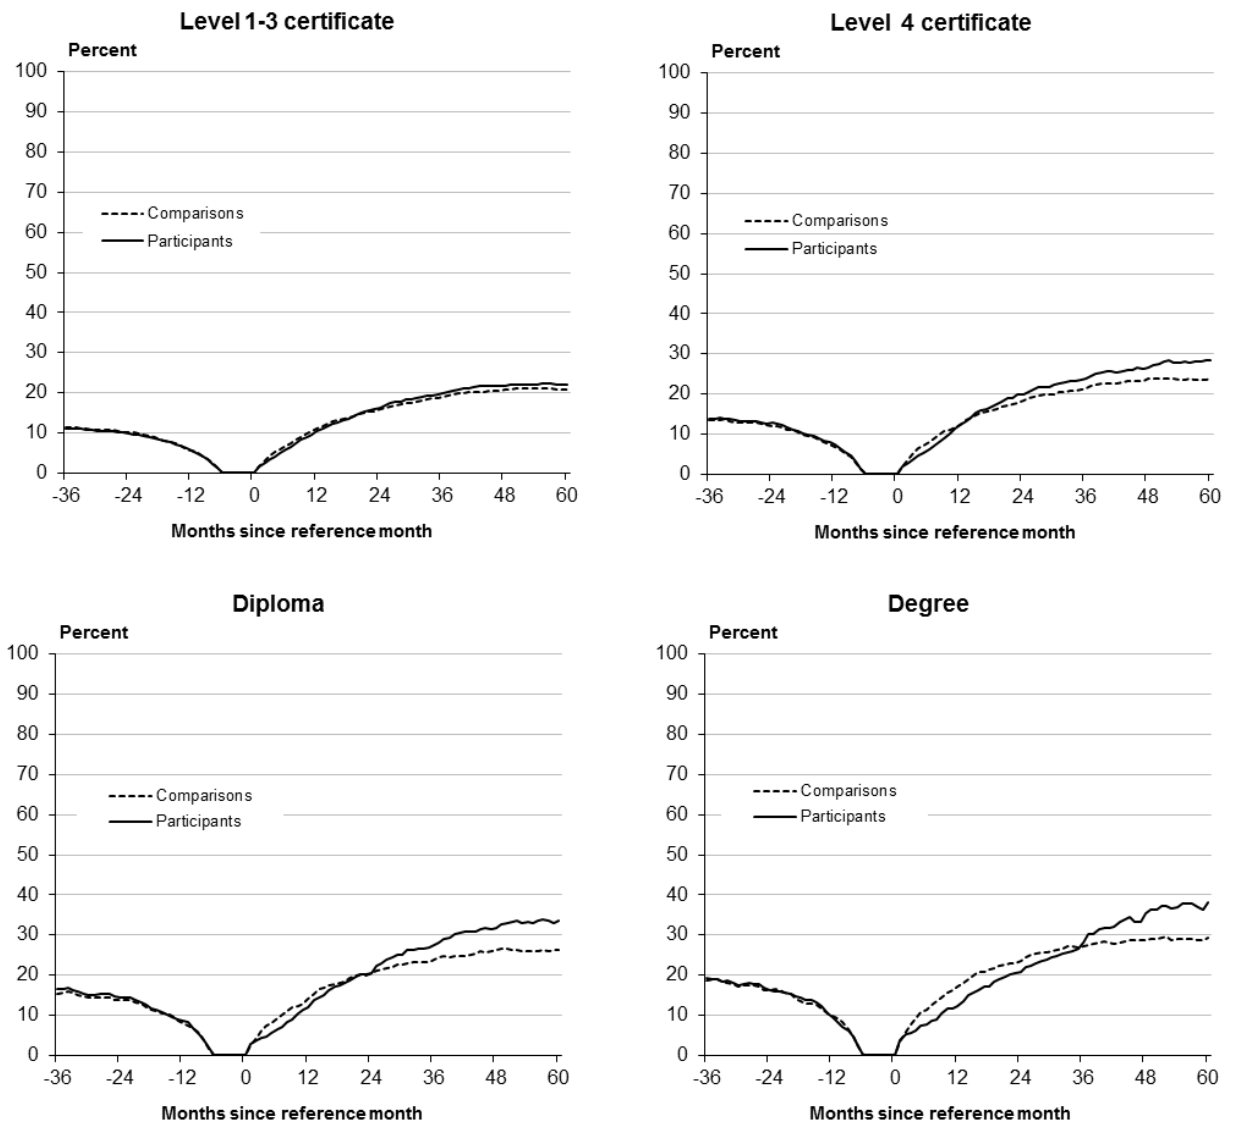 Level 1-3 certificate
Percent
100
90
80
70
60
50
40
30
20
10
0
Comparisons
Participants
-36 -24 -12 0 12 24 36 48 60
Months since reference month
Level 4 certificate
Percent
100
90
80
70
60
50
40
30
20
10
0
Comparisons
Participants
-36 -24 -12 0 12 24 36 48 60
Months since reference month
Diploma
Percent
100
90
80
70
60
50
40
30
20
10
0
Comparisons
Participants
-36 -24 -12 0 12 24 36 48 60
Months since reference month
Degree
Percent
100
90
80
70
60
50
40
30
20
10
0
Comparisons
Participants
-36 -24 -12 0 12 24 36 48 60
Months since reference month